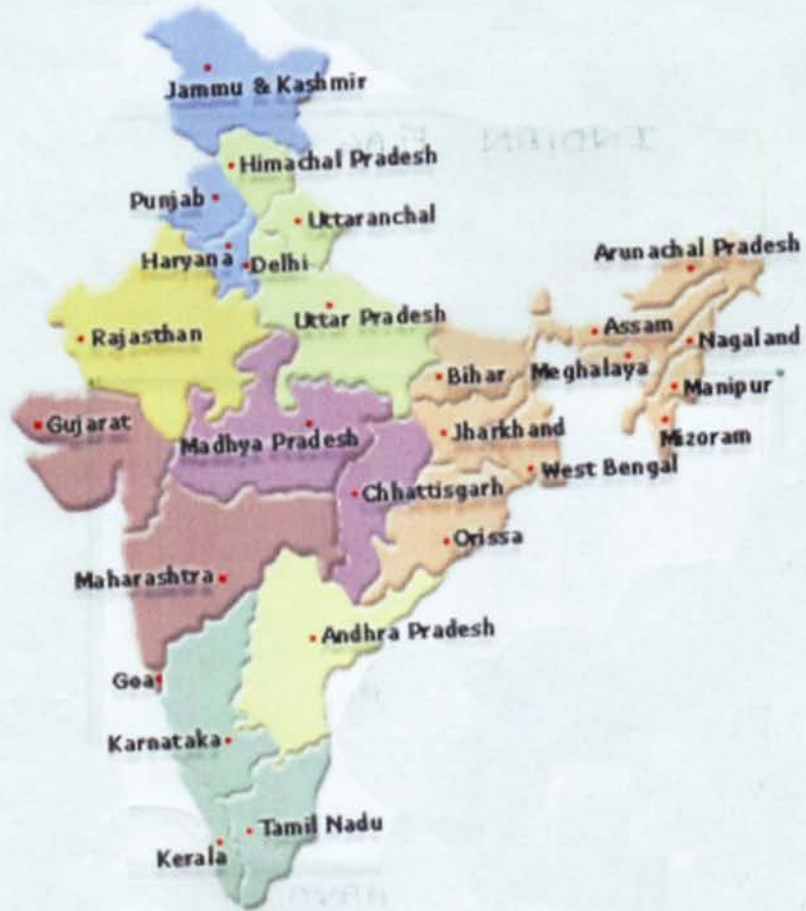 Jammu & Kashmir
Himachal Pradesh
Punjab
Uttaranchal
Haryana
Delhi
Arunachal Pradesh
Rajasthan
Uttar Pradesh
Assam
Nagaland
Bihar
Meghalaya
Manipur
Gujarat
Madhya Pradesh
Jharkhand
Mizoram
West Bengal
Chhattisgarh
Orissa
Maharashtra
Andhra Pradesh
Goa
Karnataka
Tamil Nadu
Kerala